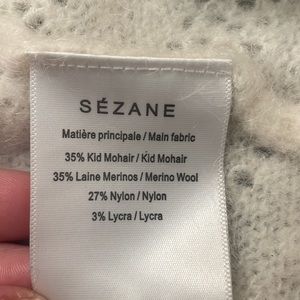 SÉZANE
Matière principale / Main fabric
35% Kid Mohair / Kid Mohair
35% Laine Merinos / Merino Wool
27% Nylon / Nylon
3% Lycra / Lycra